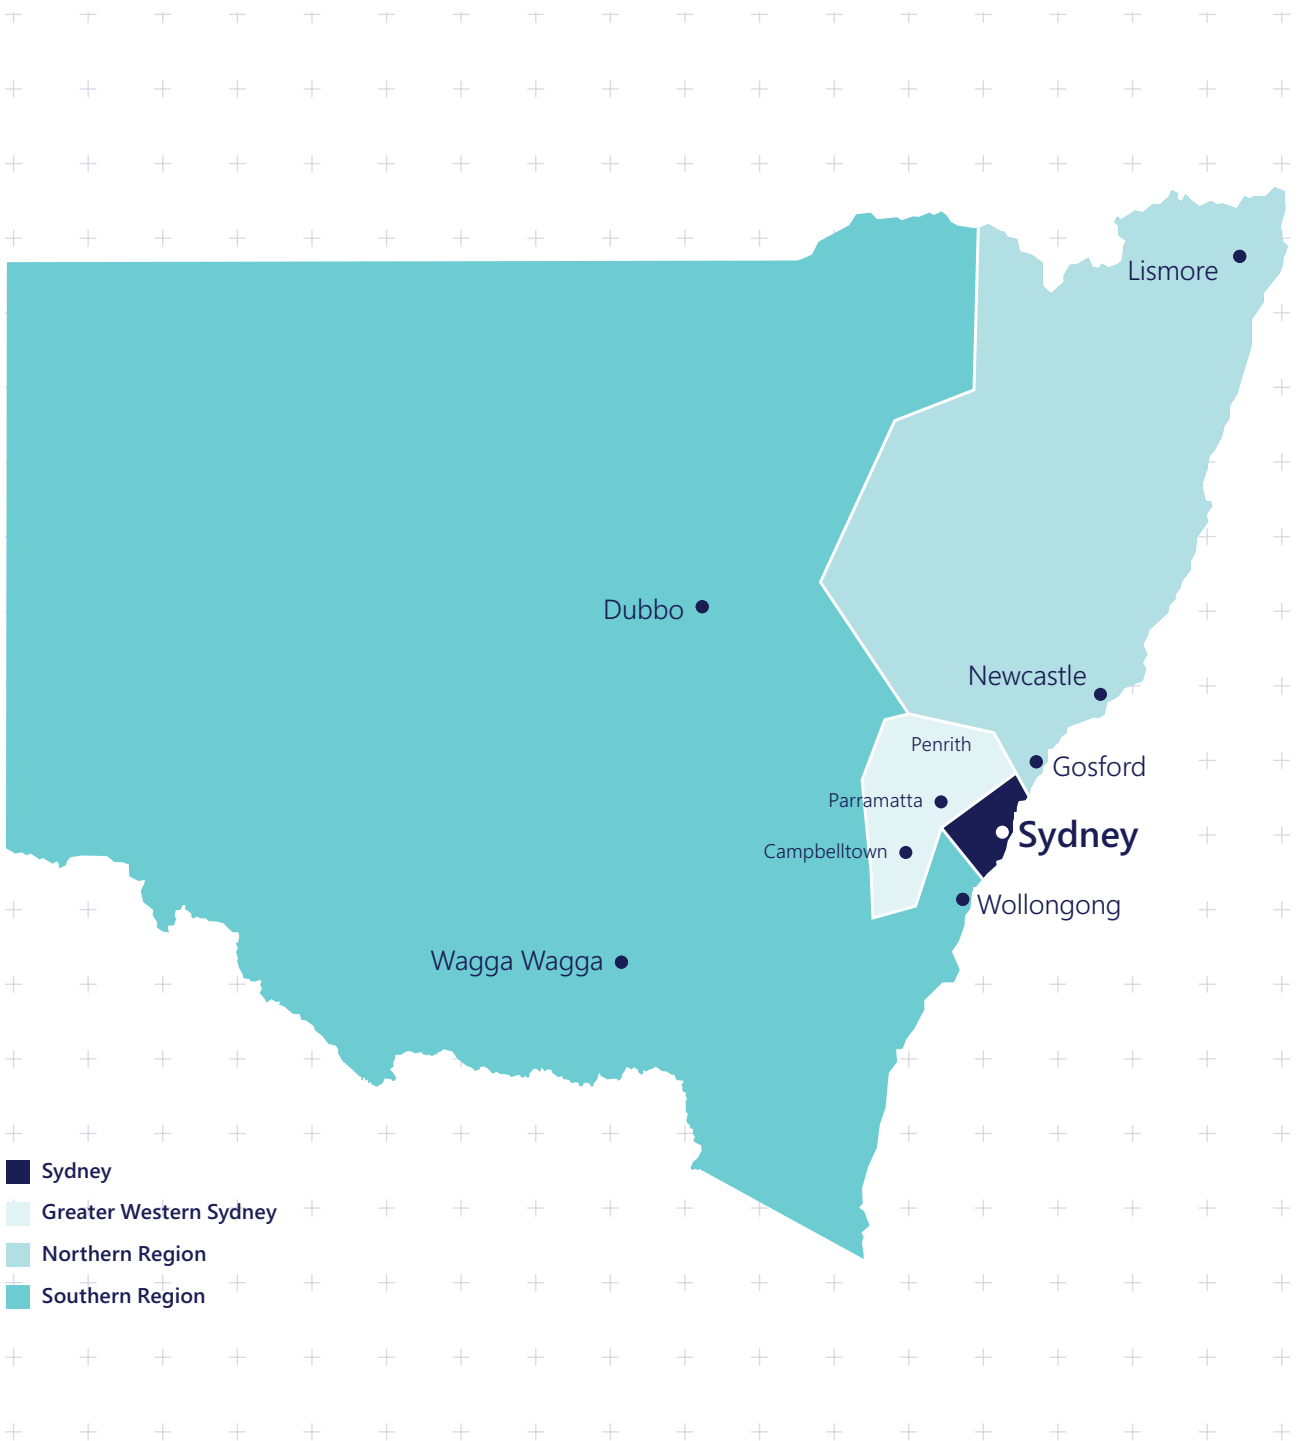 Lismore
Dubbo
Newcastle
Penrith
Gosford
Parramatta
Sydney
Campbelltown
Wollongong
Wagga Wagga
Sydney
Greater Western Sydney
Northern Region
Southern Region